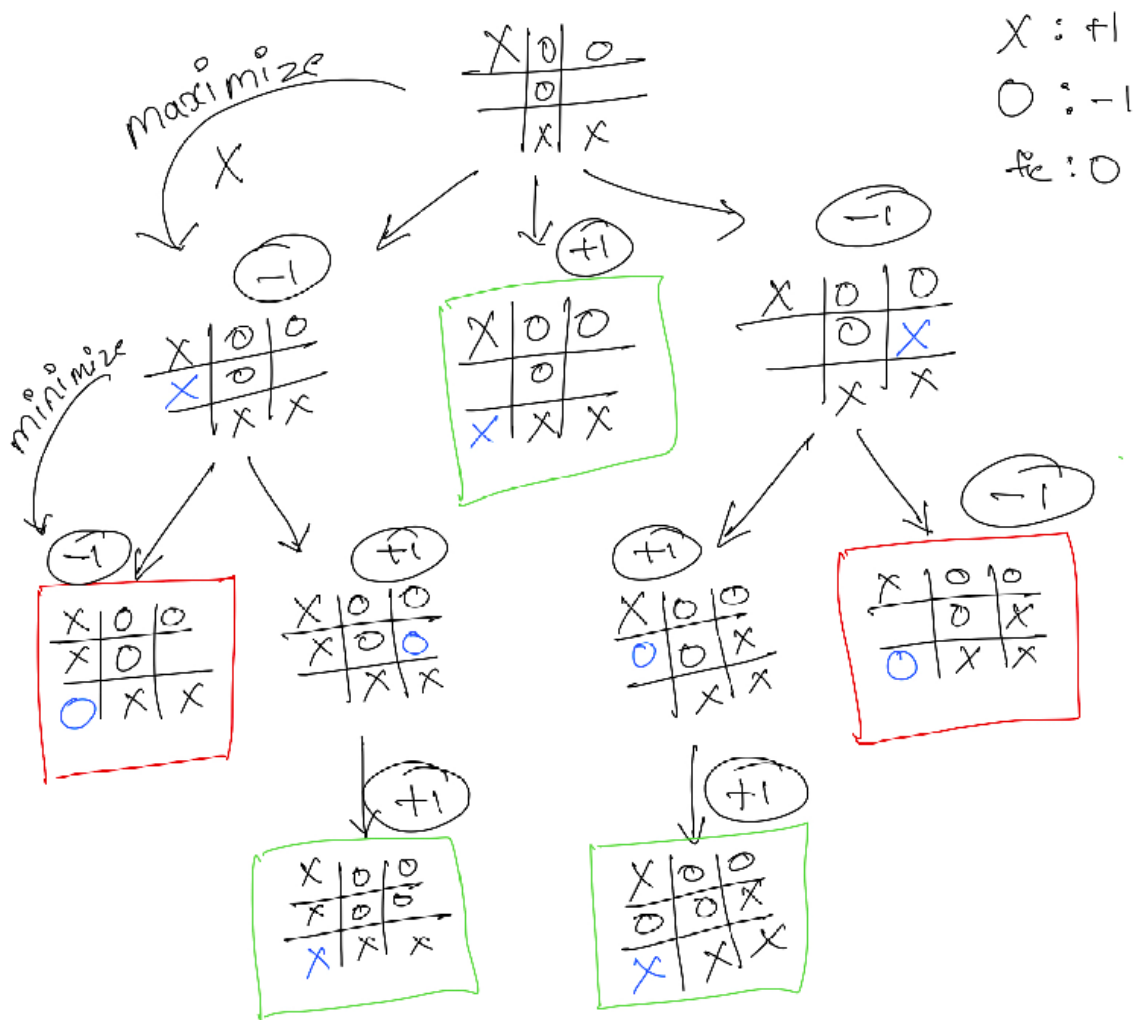 X O O
O
X X
X : +1
O : -1
tie : 0
maximize
X
-1
+1
-1
X O O
X O
X X
X O O
O
X X X
X O O
O X
X X
minimize
-1
+1
+1
-1
X O O
X O
O X X
X O O
X O O
X X
X O O
O O X
X X
X O O
O X
O X X
+1
+1
X O O
X O O
X X X
X O O
O O X
X X X